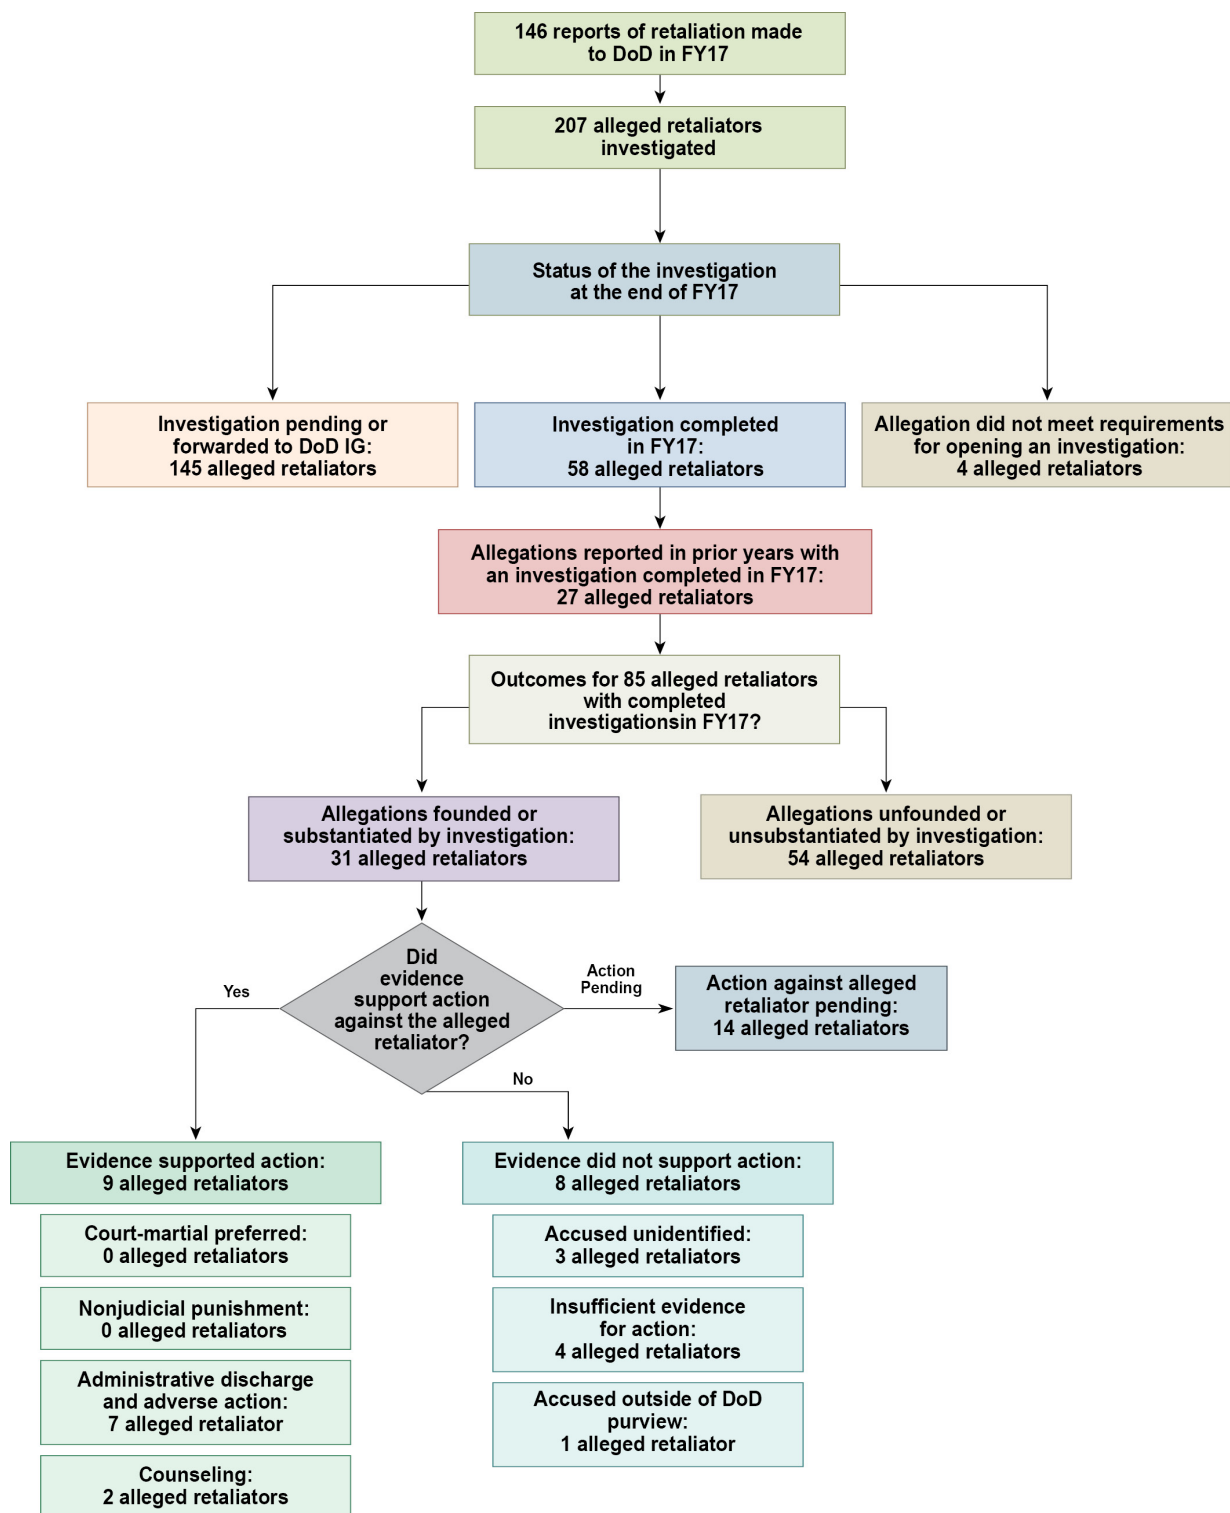 146 reports of retaliation made
to DoD in FY17
207 alleged retaliators
investigated
Status of the investigation
at the end of FY17
Investigation pending or
forwarded to DoD IG:
145 alleged retaliators
Investigation completed
in FY17:
58 alleged retaliators
Allegation did not meet requirements
for opening an investigation:
4 alleged retaliators
Allegations reported in prior years with
an investigation completed in FY17:
27 alleged retaliators
Outcomes for 85 alleged retaliators
with completed
investigationsin FY17?
Allegations founded or
substantiated by investigation:
31 alleged retaliators
Allegations unfounded or
unsubstantiated by investigation:
54 alleged retaliators
Did
evidence
support action
against the alleged
retaliator?
Yes
Action
Pending
No
Action against alleged
retaliator pending:
14 alleged retaliators
Evidence supported action:
9 alleged retaliators
Court-martial preferred:
0 alleged retaliators
Nonjudicial punishment:
0 alleged retaliators
Administrative discharge
and adverse action:
7 alleged retaliator
Counseling:
2 alleged retaliators
Evidence did not support action:
8 alleged retaliators
Accused unidentified:
3 alleged retaliators
Insufficient evidence
for action:
4 alleged retaliators
Accused outside of DoD
purview:
1 alleged retaliator